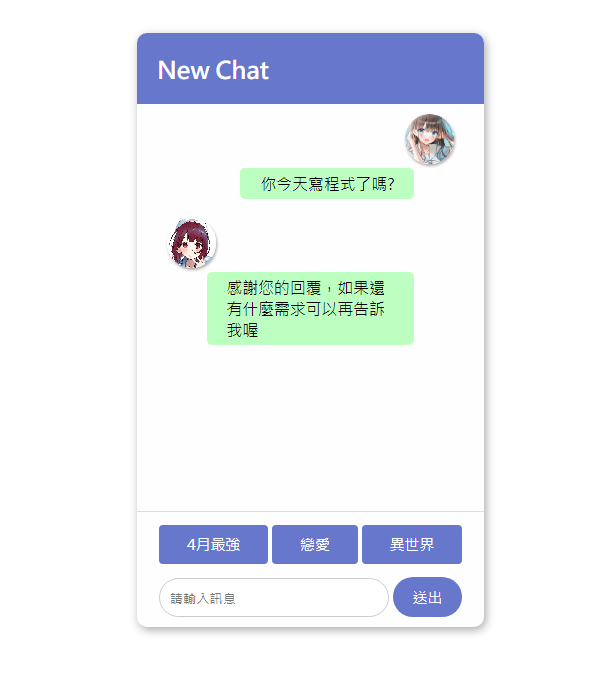 New Chat
你今天寫程式了嗎?
感謝您的回覆，如果還
有什麼需求可以再告訴
我喔
4月最強
戀愛
異世界
請輸入訊息
送出